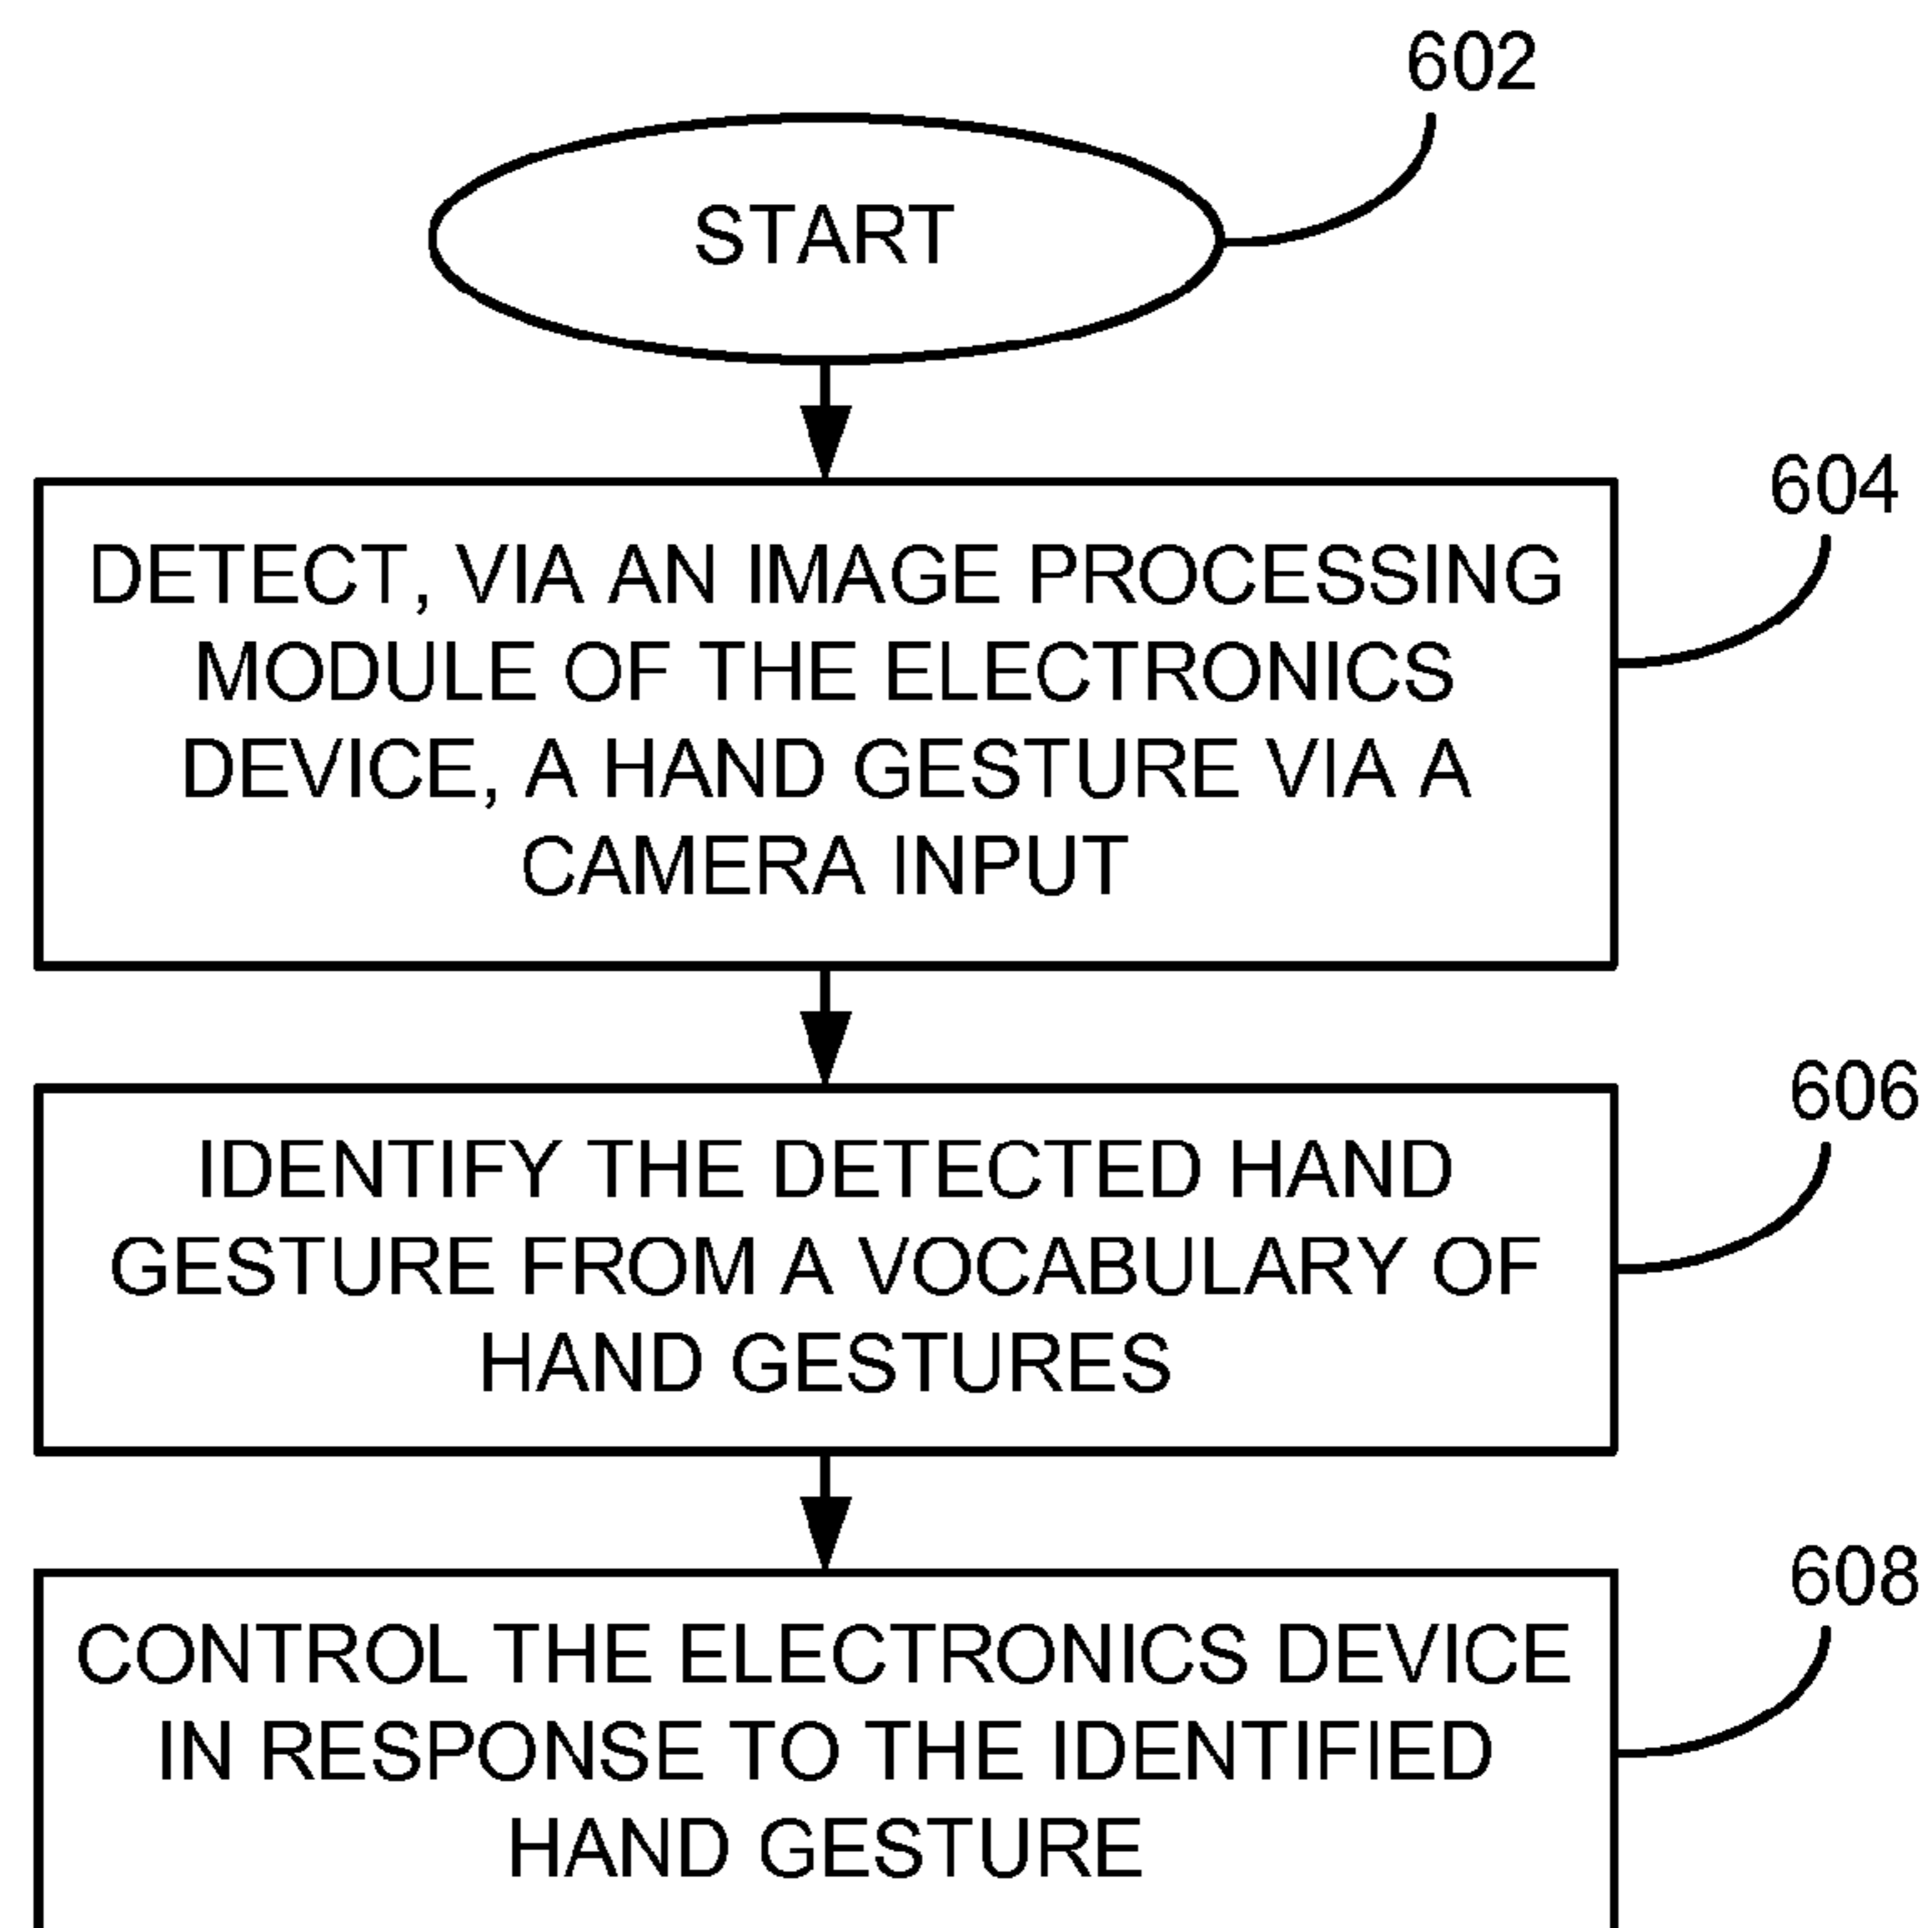 602
START
604
DETECT, VIA AN IMAGE PROCESSING
MODULE OF THE ELECTRONICS
DEVICE, A HAND GESTURE VIA A
CAMERA INPUT
606
IDENTIFY THE DETECTED HAND
GESTURE FROM A VOCABULARY OF
HAND GESTURES
608
CONTROL THE ELECTRONICS DEVICE
IN RESPONSE TO THE IDENTIFIED
HAND GESTURE